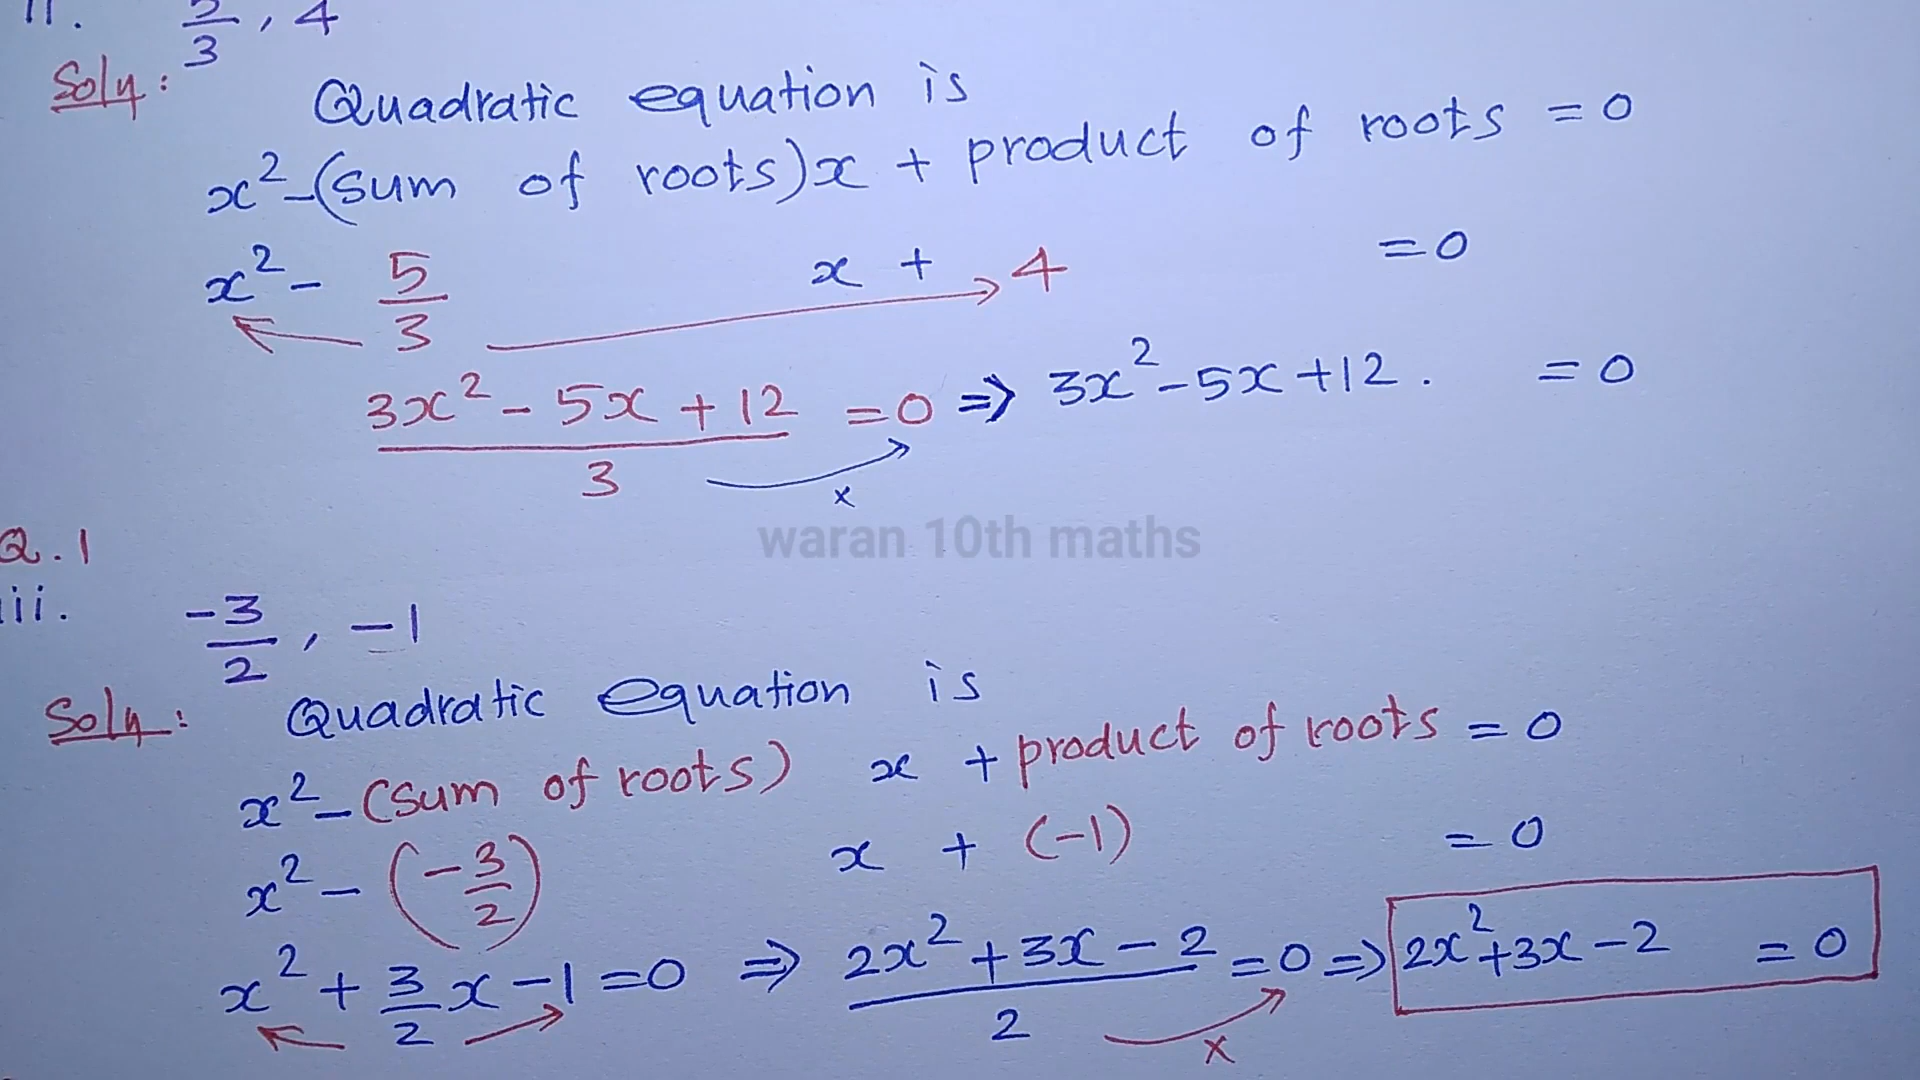 ii. 5/3, 4
Soln: Quadratic equation is
x²-(sum of roots)x + product of roots = 0
x² - 5/3 x + 4 = 0
(3x² - 5x + 12)/3 = 0 ⇒ 3x² - 5x + 12. = 0
x
waran 10th maths
Q.1
iii. -3/2, -1
Soln: Quadratic equation is
x² - (sum of roots) x + product of roots = 0
x² - (-3/2) x + (-1) = 0
x² + 3/2 x - 1 = 0 ⇒ (2x² + 3x - 2)/2 = 0 ⇒ 2x² + 3x - 2 = 0
x